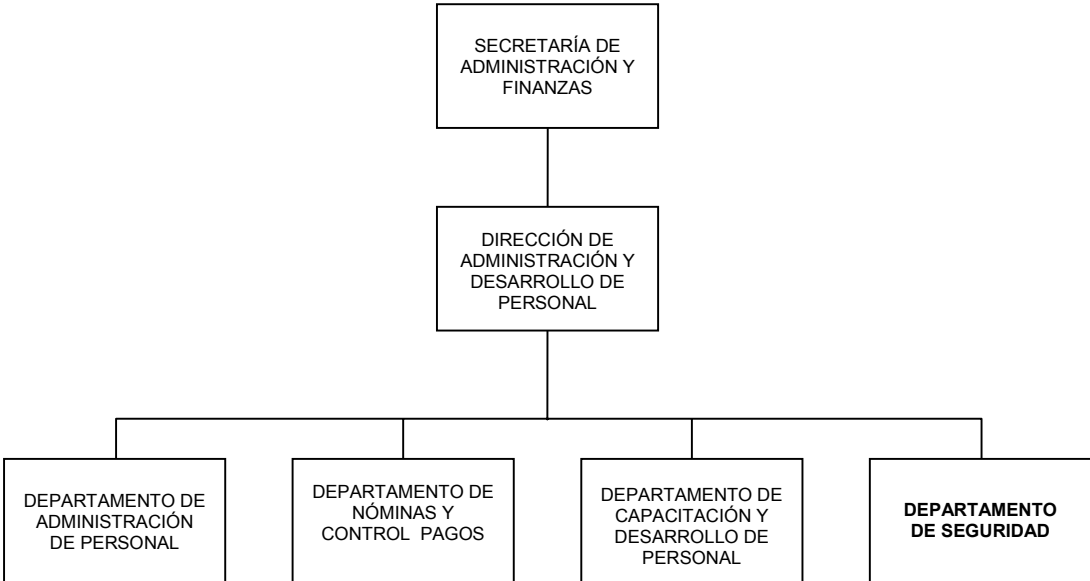 SECRETARÍA DE
ADMINISTRACIÓN Y
FINANZAS
DIRECCIÓN DE
ADMINISTRACIÓN Y
DESARROLLO DE
PERSONAL
DEPARTAMENTO DE
ADMINISTRACIÓN
DE PERSONAL
DEPARTAMENTO DE
NÓMINAS Y
CONTROL PAGOS
DEPARTAMENTO DE
CAPACITACIÓN Y
DESARROLLO DE
PERSONAL
DEPARTAMENTO
DE SEGURIDAD